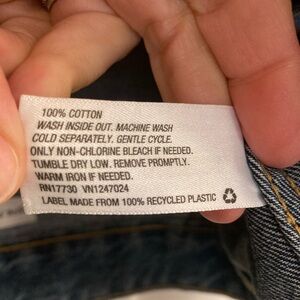 100% COTTON
WASH INSIDE OUT. MACHINE WASH
COLD SEPARATELY. GENTLE CYCLE.
ONLY NON-CHLORINE BLEACH IF NEEDED.
TUMBLE DRY LOW. REMOVE PROMPTLY.
WARM IRON IF NEEDED.
RN17730 VN1247024
LABEL MADE FROM 100% RECYCLED PLASTIC